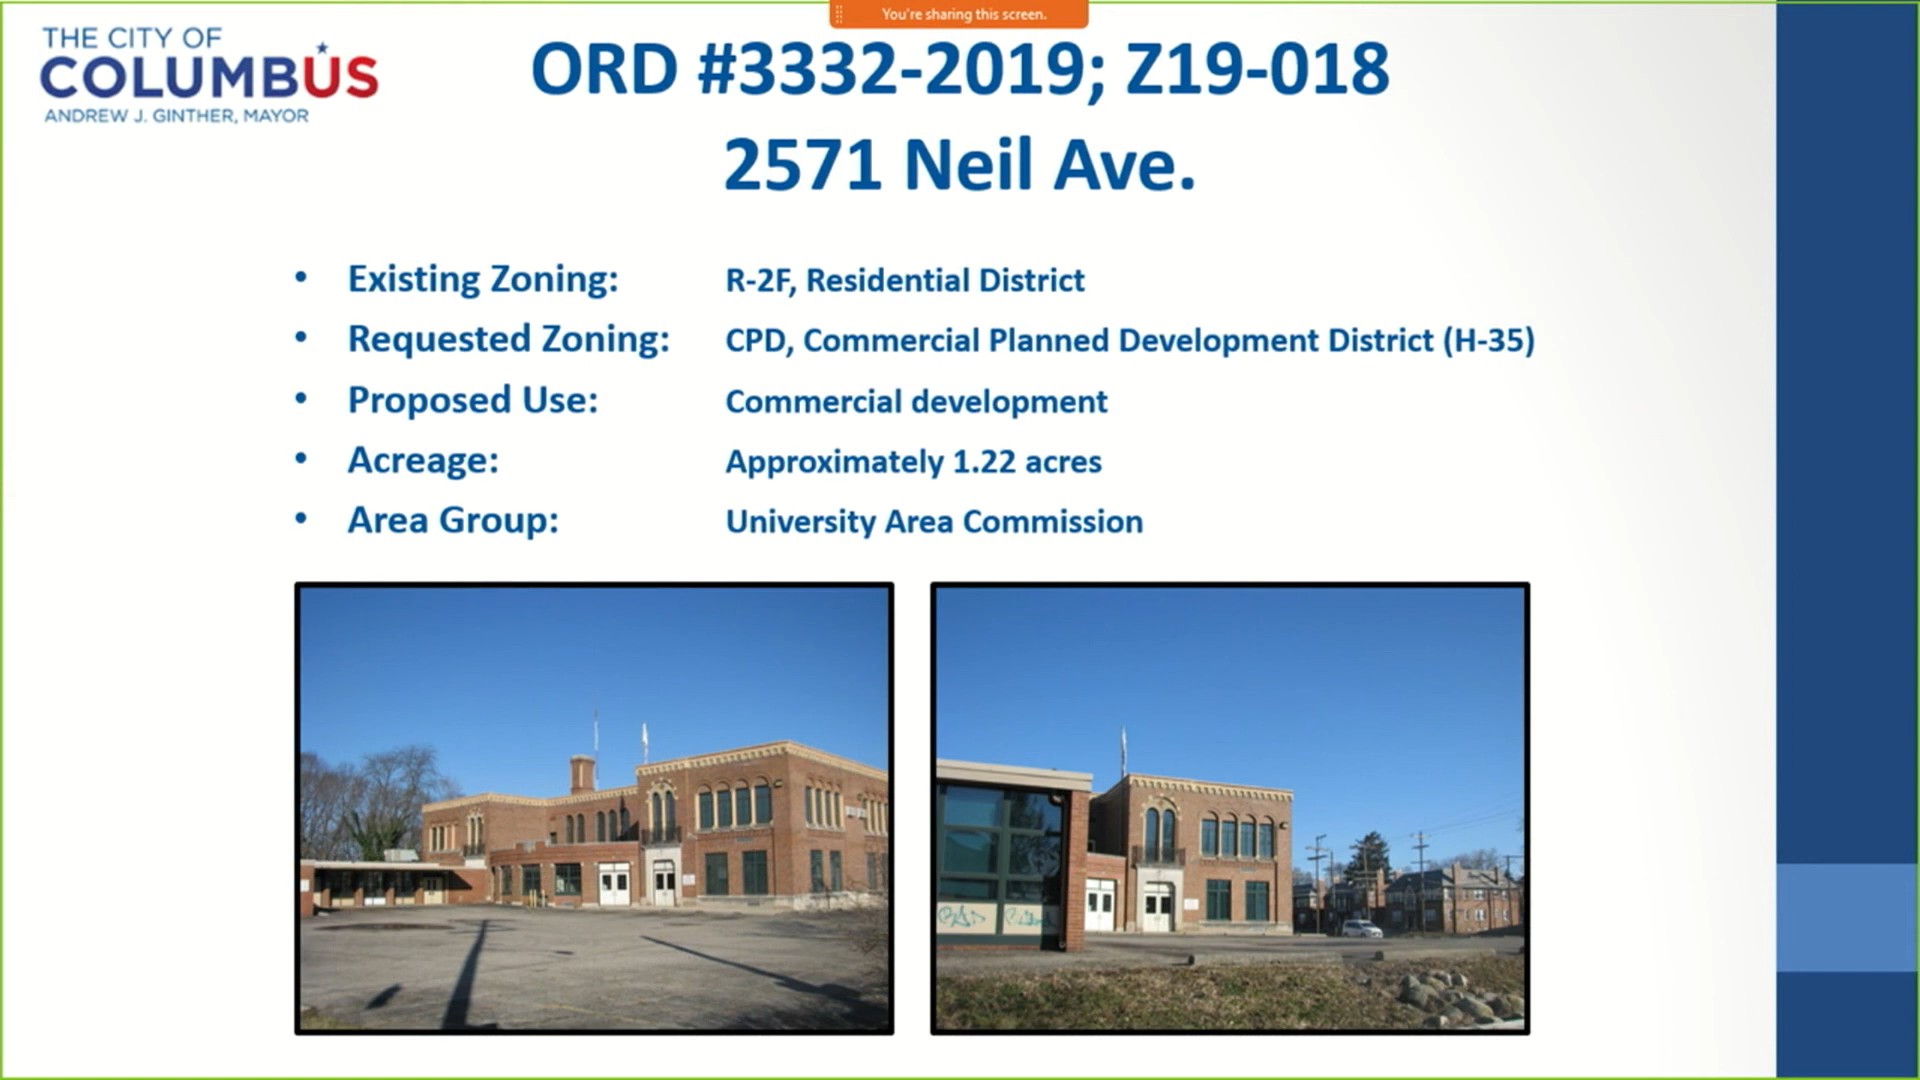 You're sharing this screen.
THE CITY OF
COLUMBUS
ANDREW J. GINTHER, MAYOR
ORD #3332-2019; Z19-018
2571 Neil Ave.
• Existing Zoning: R-2F, Residential District
• Requested Zoning: CPD, Commercial Planned Development District (H-35)
• Proposed Use: Commercial development
• Acreage: Approximately 1.22 acres
• Area Group: University Area Commission